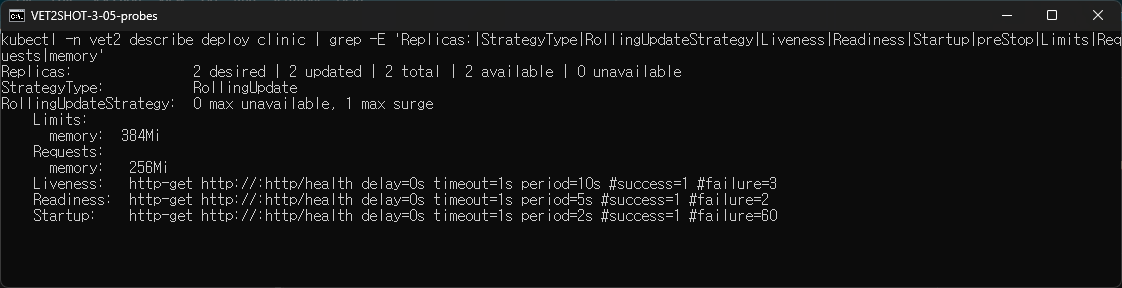 VET2SHOT-3-05-probes
kubectl -n vet2 describe deploy clinic | grep -E 'Replicas:|StrategyType|RollingUpdateStrategy|Liveness|Readiness|Startup|preStop|Limits|Req
uests|memory'
Replicas:               2 desired | 2 updated | 2 total | 2 available | 0 unavailable
StrategyType:           RollingUpdate
RollingUpdateStrategy:  0 max unavailable, 1 max surge
    Limits:
      memory:  384Mi
    Requests:
      memory:   256Mi
    Liveness:   http-get http://:http/health delay=0s timeout=1s period=10s #success=1 #failure=3
    Readiness:  http-get http://:http/health delay=0s timeout=1s period=5s #success=1 #failure=2
    Startup:    http-get http://:http/health delay=0s timeout=1s period=2s #success=1 #failure=60